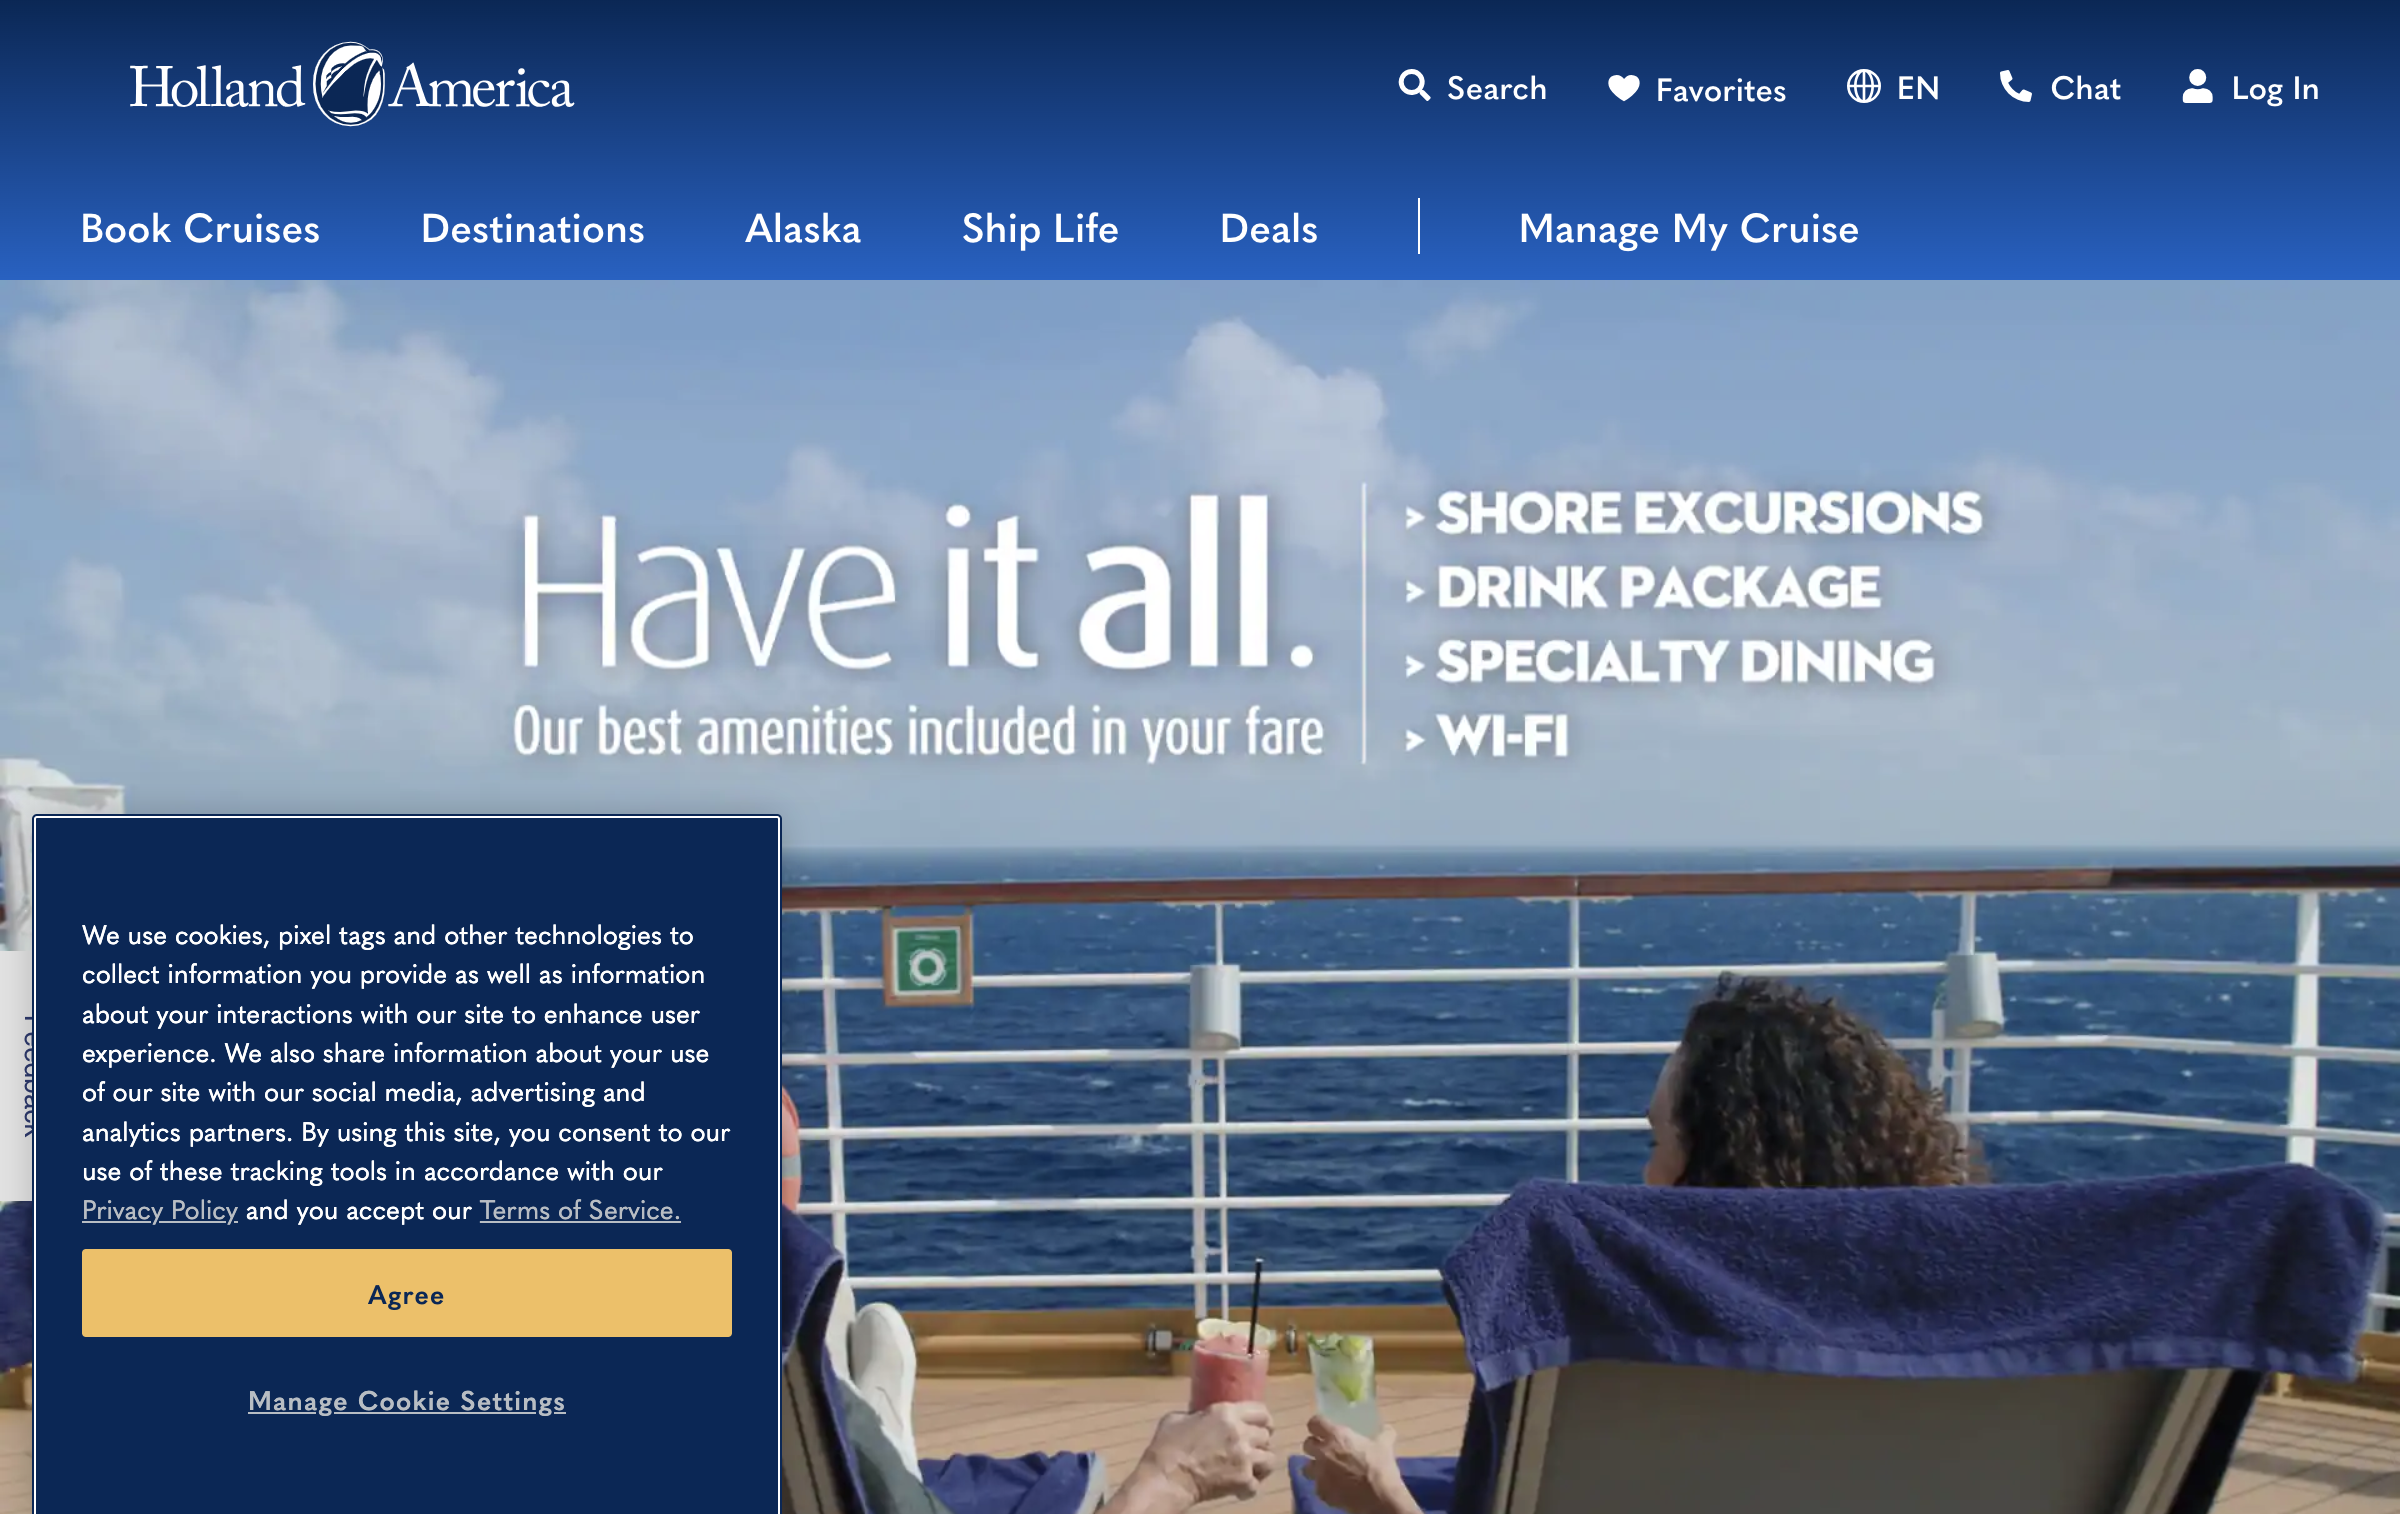 Holland America
Search
Favorites
EN
Chat
Log In
Book Cruises
Destinations
Alaska
Ship Life
Deals
Manage My Cruise
Have it all.
Our best amenities included in your fare
> SHORE EXCURSIONS
> DRINK PACKAGE
> SPECIALTY DINING
> WI-FI
Feedback
We use cookies, pixel tags and other technologies to
collect information you provide as well as information
about your interactions with our site to enhance user
experience. We also share information about your use
of our site with our social media, advertising and
analytics partners. By using this site, you consent to our
use of these tracking tools in accordance with our
Privacy Policy and you accept our Terms of Service.
Agree
Manage Cookie Settings